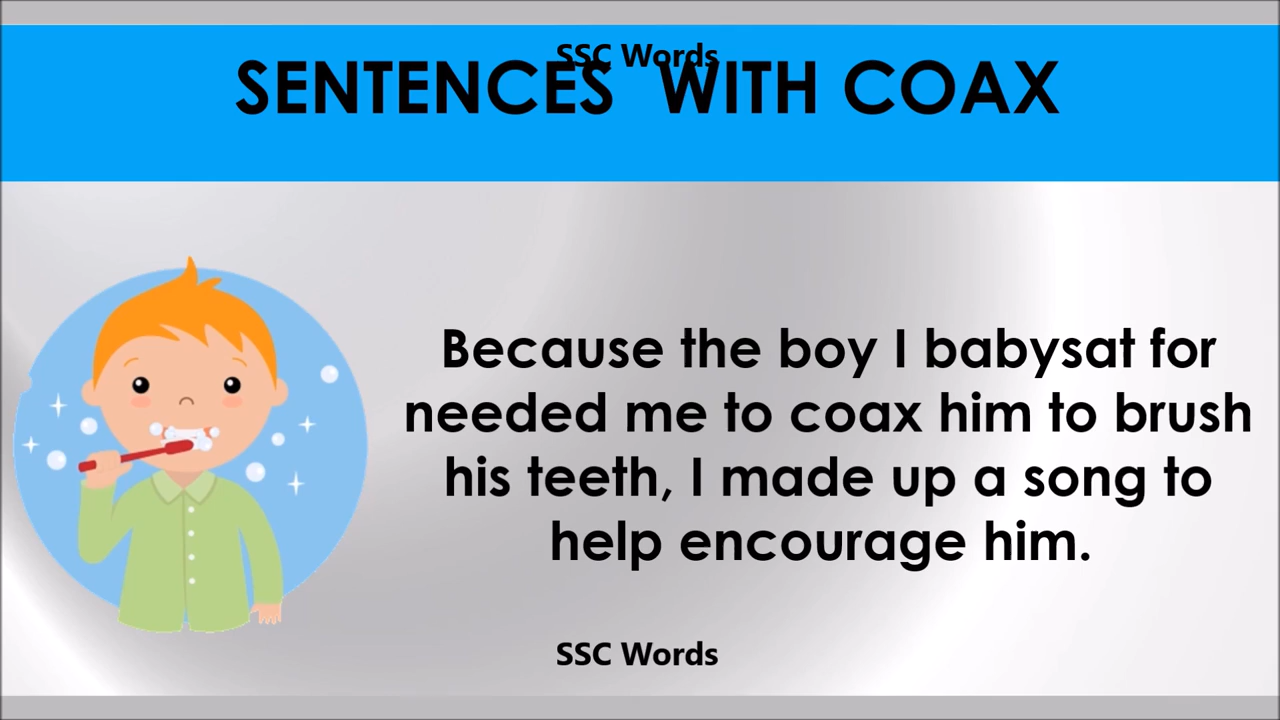 SSC Words
SENTENCES WITH COAX
Because the boy I babysat for
needed me to coax him to brush
his teeth, I made up a song to
help encourage him.
SSC Words